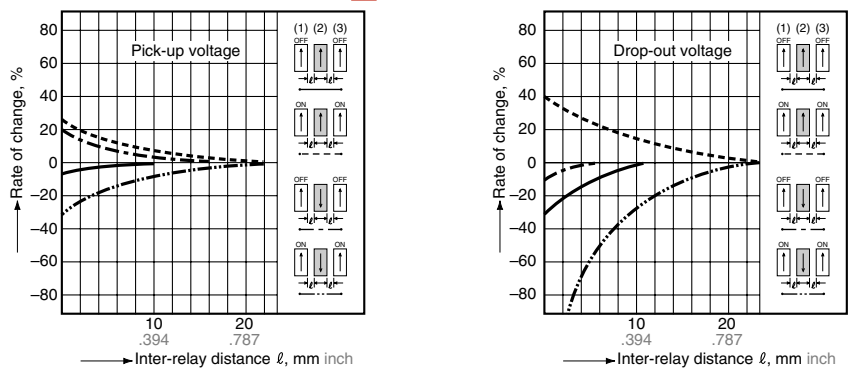 Rate of change, %
80
60
40
20
0
−20
−40
−60
−80
Pick-up voltage
(1) (2) (3)
OFF OFF
ℓ ℓ
ON ON
ℓ ℓ
OFF OFF
ℓ ℓ
ON ON
ℓ ℓ
10 20
.394 .787
Inter-relay distance ℓ, mm inch
Rate of change, %
80
60
40
20
0
−20
−40
−60
−80
Drop-out voltage
(1) (2) (3)
OFF OFF
ℓ ℓ
ON ON
ℓ ℓ
OFF OFF
ℓ ℓ
ON ON
ℓ ℓ
10 20
.394 .787
Inter-relay distance ℓ, mm inch